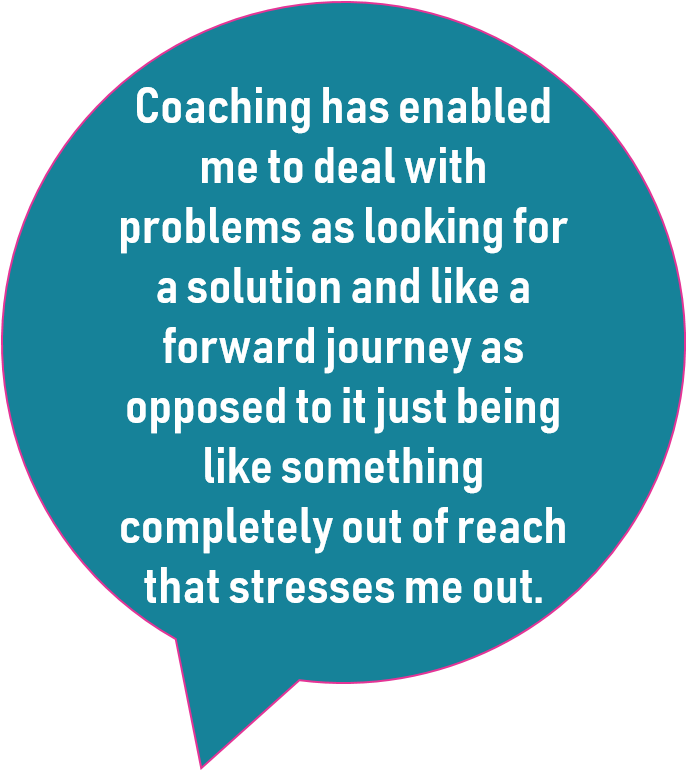 Coaching has enabled
me to deal with
problems as looking for
a solution and like a
forward journey as
opposed to it just being
like something
completely out of reach
that stresses me out.